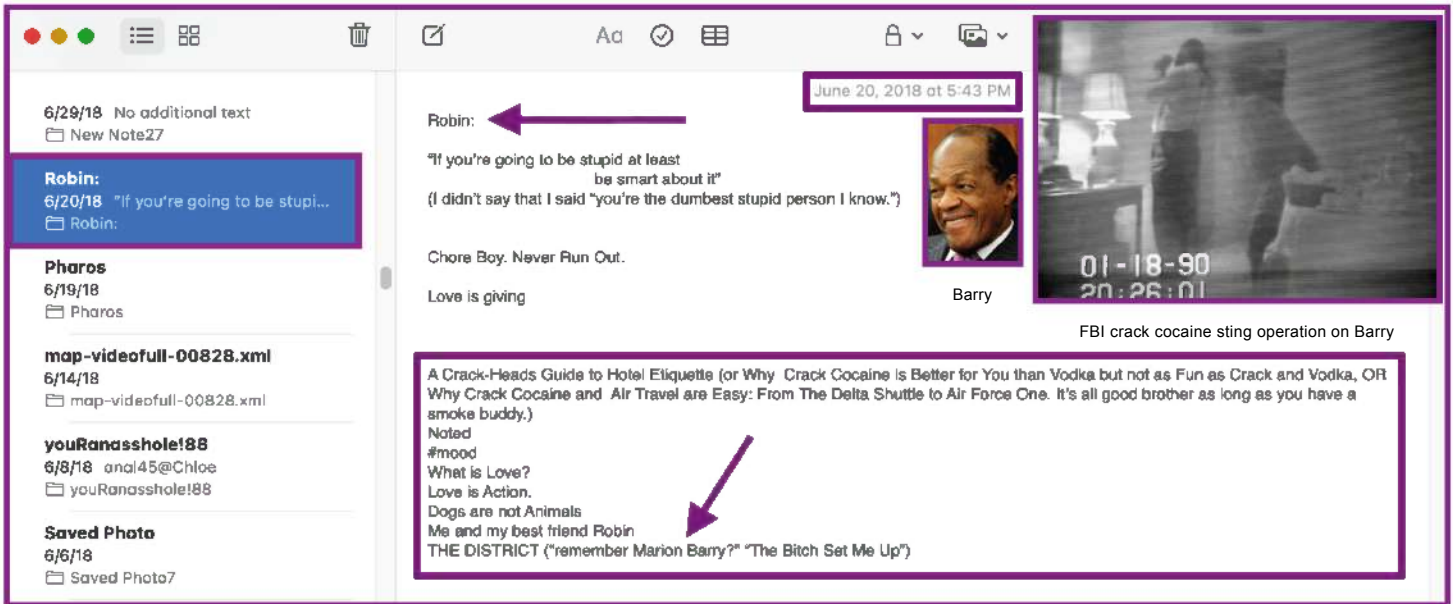 6/29/18 No additional text
New Note27
Robin:
6/20/18 "If you're going to be stupi...
Robin:
Pharos
6/19/18
Pharos
map-videofull-00828.xml
6/14/18
map-videofull-00828.xml
youRanasshole!88
6/8/18 anal45@Chloe
youRanasshole!88
Saved Photo
6/6/18
Saved Photo7
Aa
June 20, 2018 at 5:43 PM
Robin:
"If you're going to be stupid at least
be smart about it"
(I didn't say that I said "you're the dumbest stupid person I know.")
Chore Boy. Never Run Out.
Love is giving
Barry
01-18-90
20:26:01
FBI crack cocaine sting operation on Barry
A Crack-Heads Guide to Hotel Etiquette (or Why Crack Cocaine is Better for You than Vodka but not as Fun as Crack and Vodka, OR
Why Crack Cocaine and Air Travel are Easy: From The Delta Shuttle to Air Force One. It's all good brother as long as you have a
smoke buddy.)
Noted
#mood
What is Love?
Love is Action.
Dogs are not Animals
Me and my best friend Robin
THE DISTRICT ("remember Marion Barry?" "The Bitch Set Me Up")